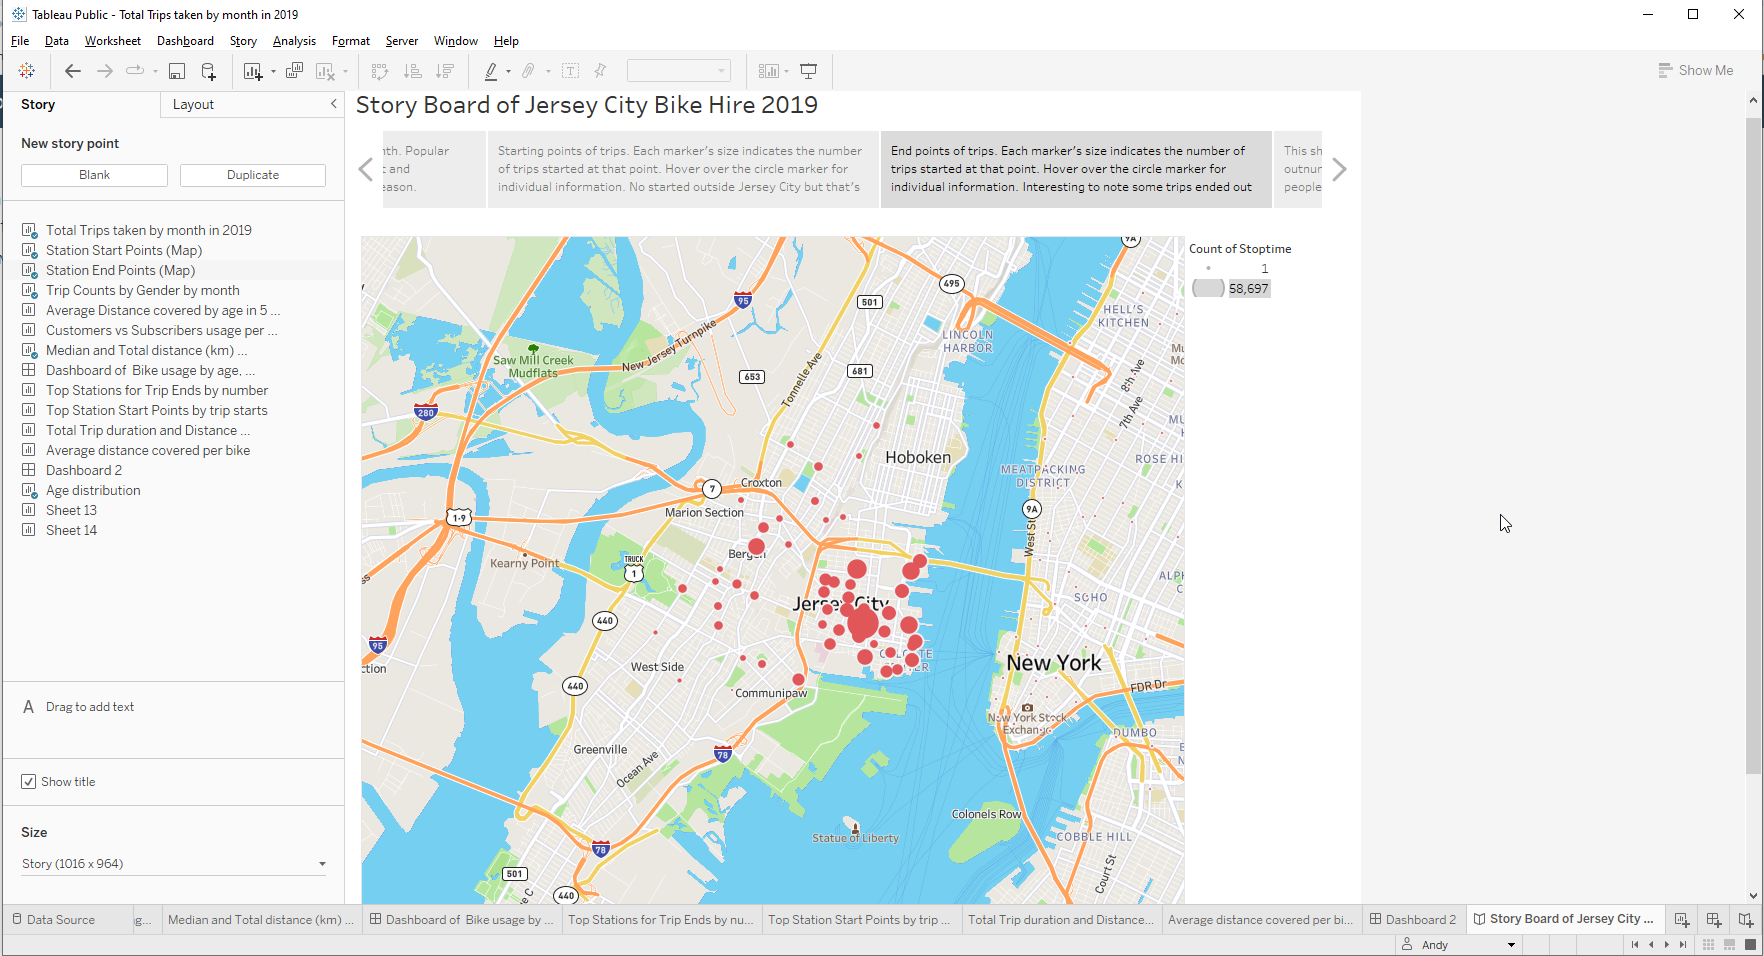 Tableau Public - Total Trips taken by month in 2019
File Data Worksheet Dashboard Story Analysis Format Server Window Help
Show Me
Story Layout
New story point
Blank Duplicate
Total Trips taken by month in 2019
Station Start Points (Map)
Station End Points (Map)
Trip Counts by Gender by month
Average Distance covered by age in 5 ...
Customers vs Subscribers usage per ...
Median and Total distance (km) ...
Dashboard of Bike usage by age, ...
Top Stations for Trip Ends by number
Top Station Start Points by trip starts
Total Trip duration and Distance ...
Average distance covered per bike
Dashboard 2
Age distribution
Sheet 13
Sheet 14
A Drag to add text
Show title
Size
Story (1016 x 964)
Story Board of Jersey City Bike Hire 2019
nth. Popular
and
eason.
Starting points of trips. Each marker's size indicates the number
of trips started at that point. Hover over the circle marker for
individual information. No started outside Jersey City but that's
End points of trips. Each marker's size indicates the number of
trips started at that point. Hover over the circle marker for
individual information. Interesting to note some trips ended out
This sh
outnur
people
Count of Stoptime
1
58,697
9A
495
95
501
HELL'S
KITCHEN
LINCOLN
HARBOR
New Jersey Turnpike
Saw Mill Creek
Mudflats
653
681
Tonnelle Ave
8th Ave
7th Ave
280
Hoboken
ROSE HI
MEATPACKING
DISTRICT
Croxton
7
Marion Section
1-9
9A
West St
Bergen
Kearny Point
TRUCK
1
ALPH
SOHO
Jersey City
440
95
ction
West Side
New York
440
Communipaw
FDR Dr
New York Stock
Exchange
DUMBO
Greenville
78
Ocean Ave
Colonels Row
Statue of Liberty
COBBLE HILL
78
501
440
Court St
Data Source
g...
Median and Total distance (km) ...
Dashboard of Bike usage by ...
Top Stations for Trip Ends by nu...
Top Station Start Points by trip ...
Total Trip duration and Distance...
Average distance covered per bi...
Dashboard 2
Story Board of Jersey City ...
Andy